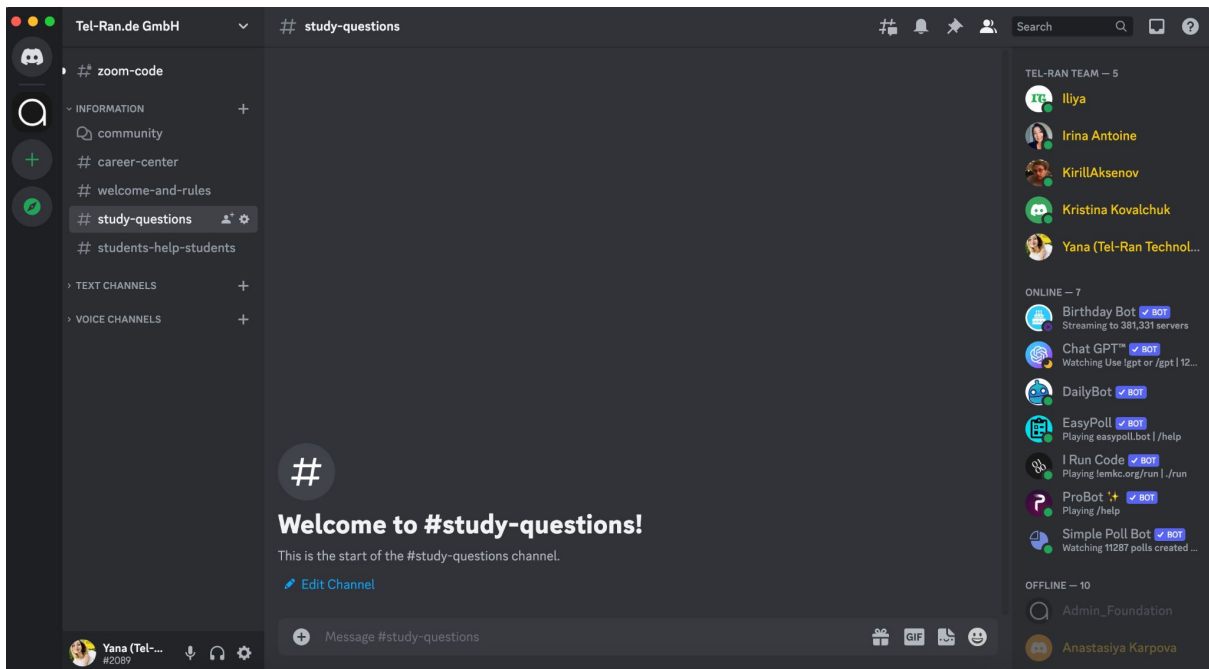 Tel-Ran.de GmbH
zoom-code
INFORMATION
community
career-center
welcome-and-rules
study-questions
students-help-students
TEXT CHANNELS
VOICE CHANNELS
Yana (Tel-...
#2089
study-questions
Search
Welcome to #study-questions!
This is the start of the #study-questions channel.
Edit Channel
Message #study-questions
GIF
TEL-RAN TEAM — 5
Iliya
Irina Antoine
KirillAksenov
Kristina Kovalchuk
Yana (Tel-Ran Technol...
ONLINE — 7
Birthday Bot ✓ BOT
Streaming to 381,331 servers
Chat GPT™ ✓ BOT
Watching Use !gpt or /gpt | 12...
DailyBot ✓ BOT
EasyPoll ✓ BOT
Playing easypoll.bot | /help
I Run Code ✓ BOT
Playing !emkc.org/run | ./run
ProBot ✨ ✓ BOT
Playing /help
Simple Poll Bot ✓ BOT
Watching 11287 polls created ...
OFFLINE — 10
Admin_Foundation
Anastasiya Karpova